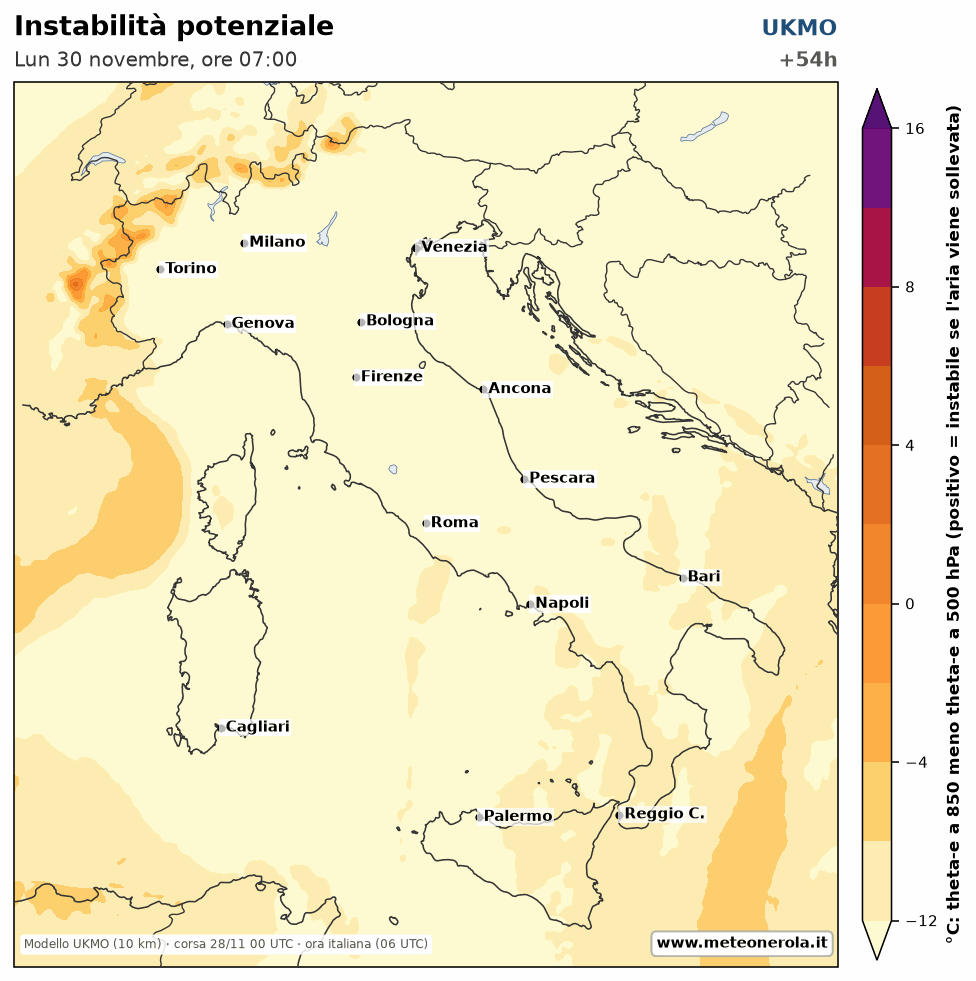 Instabilità potenziale
UKMO
Lun 30 novembre, ore 07:00
+54h
16
8
4
0
−4
−12
°C: theta-e a 850 meno theta-e a 500 hPa (positivo = instabile se l'aria viene sollevata)
Milano
Venezia
Torino
Genova
Bologna
Firenze
Ancona
Pescara
Roma
Bari
Napoli
Cagliari
Palermo
Reggio C.
Modello UKMO (10 km) · corsa 28/11 00 UTC · ora italiana (06 UTC)
www.meteonerola.it